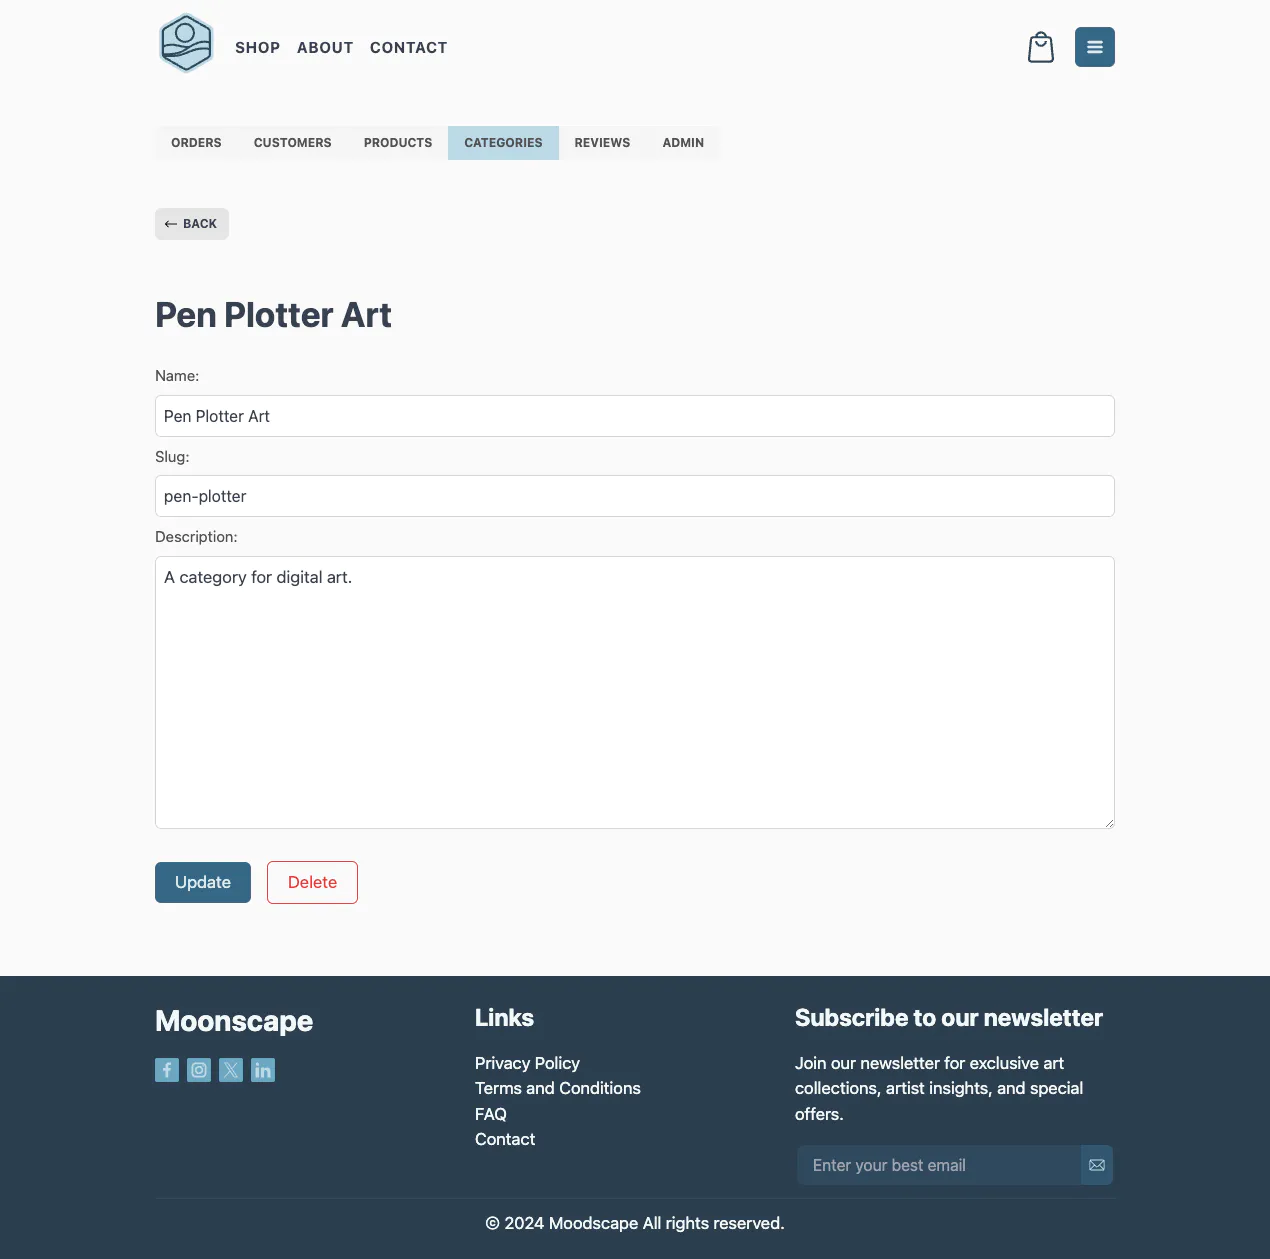 SHOP ABOUT CONTACT
ORDERS CUSTOMERS PRODUCTS CATEGORIES REVIEWS ADMIN
← BACK
Pen Plotter Art
Name:
Pen Plotter Art
Slug:
pen-plotter
Description:
A category for digital art.
Update Delete
Moonscape
Links
Privacy Policy
Terms and Conditions
FAQ
Contact
Subscribe to our newsletter
Join our newsletter for exclusive art
collections, artist insights, and special
offers.
Enter your best email
© 2024 Moodscape All rights reserved.